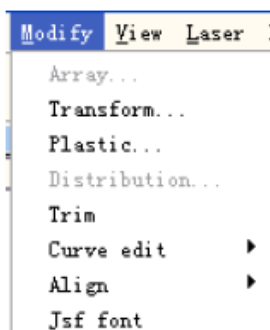 Modify View Laser
Array...
Transform...
Plastic...
Distribution...
Trim
Curve edit
Align
Jsf font